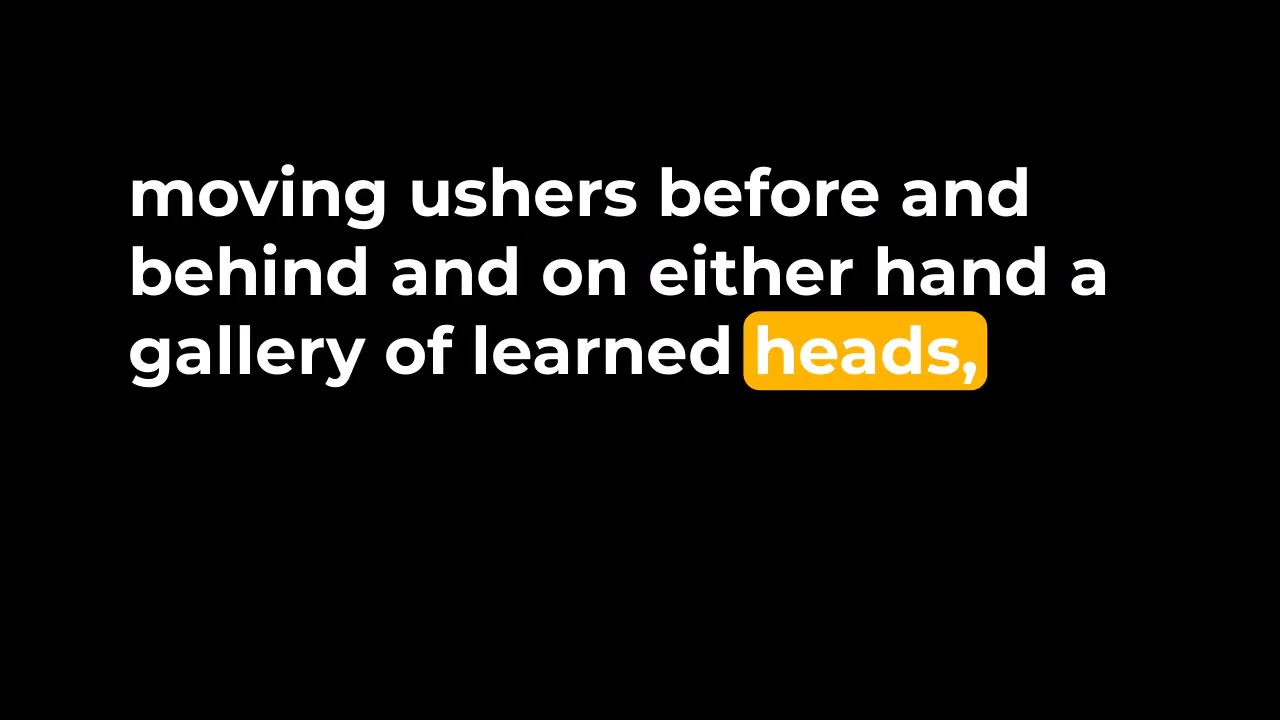 moving ushers before and
behind and on either hand a
gallery of learned heads,